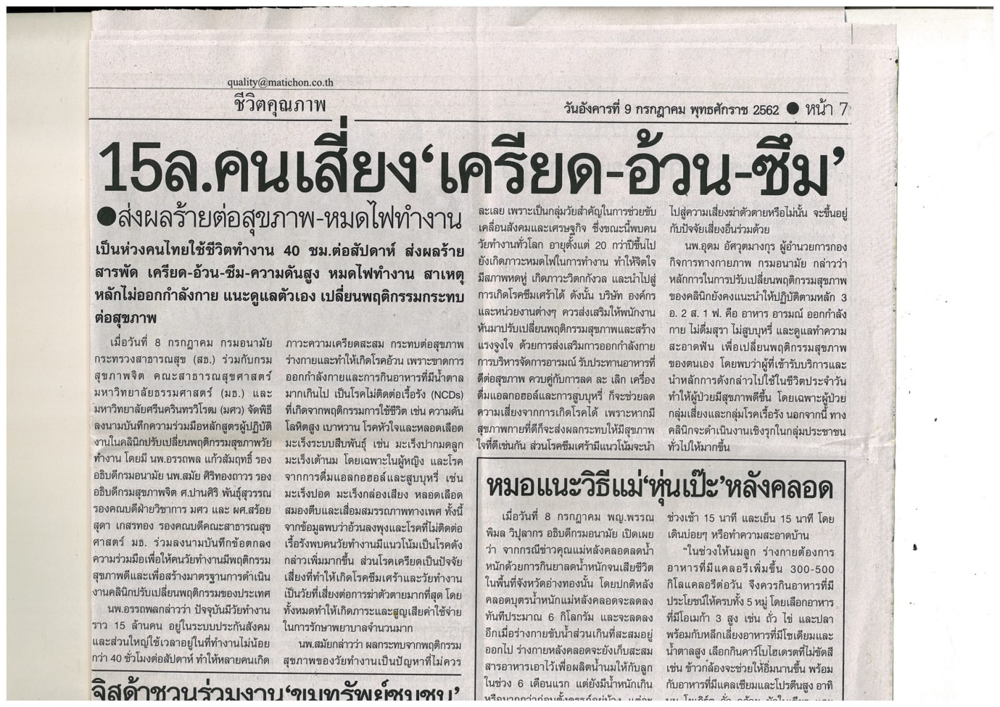 quality@matichon.co.th
ชีวิตคุณภาพ
วันอังคารที่ 9 กรกฎาคม พุทธศักราช 2562 ● หน้า 7
15ล.คนเสี่ยง‘เครียด-อ้วน-ซึม’
●ส่งผลร้ายต่อสุขภาพ-หมดไฟทำงาน
เป็นห่วงคนไทยใช้ชีวิตทำงาน 40 ชม.ต่อสัปดาห์ ส่งผลร้าย
สารพัด เครียด-อ้วน-ซึม-ความดันสูง หมดไฟทำงาน สาเหตุ
หลักไม่ออกกำลังกาย แนะดูแลตัวเอง เปลี่ยนพฤติกรรมกระทบ
ต่อสุขภาพ
เมื่อวันที่ 8 กรกฎาคม กรมอนามัย
กระทรวงสาธารณสุข (สธ.) ร่วมกับกรม
สุขภาพจิต คณะสาธารณสุขศาสตร์
มหาวิทยาลัยธรรมศาสตร์ (มธ.) และ
มหาวิทยาลัยศรีนครินทรวิโรฒ (มศว) จัดพิธี
ลงนามบันทึกความร่วมมือหลักสูตรผู้ปฏิบัติ
งานในคลินิกปรับเปลี่ยนพฤติกรรมสุขภาพวัย
ทำงาน โดยมี นพ.อรรถพล แก้วสัมฤทธิ์ รอง
อธิบดีกรมอนามัย นพ.สมัย ศิริทองถาวร รอง
อธิบดีกรมสุขภาพจิต ศ.ปานศิริ พันธุ์สุวรรณ
รองคณบดีฝ่ายวิชาการ มศว และ ผศ.สร้อย
สุดา เกสรทอง รองคณบดีคณะสาธารณสุข
ศาสตร์ มธ. ร่วมลงนามบันทึกข้อตกลง
ความร่วมมือเพื่อให้คนวัยทำงานมีพฤติกรรม
สุขภาพดีและเพื่อสร้างมาตรฐานการดำเนิน
งานคลินิกปรับเปลี่ยนพฤติกรรมของประเทศ
นพ.อรรถพลกล่าวว่า ปัจจุบันมีวัยทำงาน
ราว 15 ล้านคน อยู่ในระบบประกันสังคม
และส่วนใหญ่ใช้เวลาอยู่ในที่ทำงานไม่น้อย
กว่า 40 ชั่วโมงต่อสัปดาห์ ทำให้หลายคนเกิด
ภาวะความเครียดสะสม กระทบต่อสุขภาพ
ร่างกายและทำให้เกิดโรคอ้วน เพราะขาดการ
ออกกำลังกายและการกินอาหารที่มีน้ำตาล
มากเกินไป เป็นโรคไม่ติดต่อเรื้อรัง (NCDs)
ที่เกิดจากพฤติกรรมการใช้ชีวิต เช่น ความดัน
โลหิตสูง เบาหวาน โรคหัวใจและหลอดเลือด
มะเร็งระบบสืบพันธุ์ เช่น มะเร็งปากมดลูก
มะเร็งเต้านม โดยเฉพาะในผู้หญิง และโรค
จากการดื่มแอลกอฮอล์และสูบบุหรี่ เช่น
มะเร็งปอด มะเร็งกล่องเสียง หลอดเลือด
สมองตีบและเสื่อมสมรรถภาพทางเพศ ทั้งนี้
จากข้อมูลพบว่าอ้วนลงพุงและโรคที่ไม่ติดต่อ
เรื้อรังพบคนวัยทำงานมีแนวโน้มเป็นโรคดัง
กล่าวเพิ่มมากขึ้น ส่วนโรคเครียดเป็นปัจจัย
เสี่ยงที่ทำให้เกิดโรคซึมเศร้าและวัยทำงาน
เป็นวัยที่เสี่ยงต่อการฆ่าตัวตายมากที่สุด โดย
ทั้งหมดทำให้เกิดภาระและสูญเสียค่าใช้จ่าย
ในการรักษาพยาบาลจำนวนมาก
นพ.สมัยกล่าวว่า ผลกระทบจากพฤติกรรม
สุขภาพของวัยทำงานเป็นปัญหาที่ไม่ควร
ละเลย เพราะเป็นกลุ่มวัยสำคัญในการช่วยขับ
เคลื่อนสังคมและเศรษฐกิจ ซึ่งขณะนี้พบคน
วัยทำงานทั่วโลก อายุตั้งแต่ 20 กว่าปีขึ้นไป
ยังเกิดภาวะหมดไฟในการทำงาน ทำให้จิตใจ
มีสภาพหดหู่ เกิดภาวะวิตกกังวล และนำไปสู่
การเกิดโรคซึมเศร้าได้ ดังนั้น บริษัท องค์กร
และหน่วยงานต่างๆ ควรส่งเสริมให้พนักงาน
หันมาปรับเปลี่ยนพฤติกรรมสุขภาพและสร้าง
แรงจูงใจ ด้วยการส่งเสริมการออกกำลังกาย
การบริหารจัดการอารมณ์ รับประทานอาหารที่
ดีต่อสุขภาพ ควบคู่กับการลด ละ เลิก เครื่อง
ดื่มแอลกอฮอล์และการสูบบุหรี่ ก็จะช่วยลด
ความเสี่ยงจากการเกิดโรคได้ เพราะหากมี
สุขภาพกายที่ดีก็จะส่งผลกระทบให้มีสุขภาพ
ใจที่ดีเช่นกัน ส่วนโรคซึมเศร้ามีแนวโน้มจะนำ
ไปสู่ความเสี่ยงฆ่าตัวตายหรือไม่นั้น จะขึ้นอยู่
กับปัจจัยเสี่ยงอื่นร่วมด้วย
นพ.อุดม อัศวุตมางกุร ผู้อำนวยการกอง
กิจการทางกายภาพ กรมอนามัย กล่าวว่า
หลักการในการปรับเปลี่ยนพฤติกรรมสุขภาพ
ของคลินิกยังคงแนะนำให้ปฏิบัติตามหลัก 3
อ. 2 ส. 1 ฟ. คือ อาหาร อารมณ์ ออกกำลัง
กาย ไม่ดื่มสุรา ไม่สูบบุหรี่ และดูแลทำความ
สะอาดฟัน เพื่อเปลี่ยนพฤติกรรมสุขภาพ
ของตนเอง โดยพบว่าผู้ที่เข้ารับบริการและ
นำหลักการดังกล่าวไปใช้ในชีวิตประจำวัน
ทำให้ผู้ป่วยมีสุขภาพดีขึ้น โดยเฉพาะผู้ป่วย
กลุ่มเสี่ยงและกลุ่มโรคเรื้อรัง นอกจากนี้ ทาง
คลินิกจะดำเนินงานเชิงรุกในกลุ่มประชาชน
ทั่วไปให้มากขึ้น
หมอแนะวิธีแม่‘หุ่นเป๊ะ’หลังคลอด
เมื่อวันที่ 8 กรกฎาคม พญ.พรรณ
พิมล วิปุลากร อธิบดีกรมอนามัย เปิดเผย
ว่า จากกรณีข่าวคุณแม่หลังคลอดลดน้ำ
หนักด้วยการกินยาลดน้ำหนักจนเสียชีวิต
ในพื้นที่จังหวัดอ่างทองนั้น โดยปกติหลัง
คลอดบุตรน้ำหนักแม่หลังคลอดจะลดลง
ทันทีประมาณ 6 กิโลกรัม และจะลดลง
อีกเมื่อร่างกายขับน้ำส่วนเกินที่สะสมอยู่
ออกไป ร่างกายหลังคลอดจะยังเก็บสะสม
สารอาหารเอาไว้เพื่อผลิตน้ำนมให้กับลูก
ในช่วง 6 เดือนแรก แต่ยังมีน้ำหนักเกิน
หรือมากกว่าก่อนตั้งครรภ์อยู่บ้าง
ช่วงเช้า 15 นาที และเย็น 15 นาที โดย
เดินบ่อยๆ หรือทำความสะอาดบ้าน
“ในช่วงให้นมลูก ร่างกายต้องการ
อาหารที่มีแคลอรีเพิ่มขึ้น 300-500
กิโลแคลอรีต่อวัน จึงควรกินอาหารที่มี
ประโยชน์ให้ครบทั้ง 5 หมู่ โดยเลือกอาหาร
ที่มีโอเมก้า 3 สูง เช่น ถั่ว ไข่ และปลา
พร้อมกับหลีกเลี่ยงอาหารที่มีโซเดียมและ
น้ำตาลสูง เลือกกินคาร์โบไฮเดรตที่ไม่ขัดสี
เช่น ข้าวกล้องจะช่วยให้อิ่มนานขึ้น พร้อม
กับอาหารที่มีแคลเซียมและโปรตีนสูง อาทิ
จิสด้าชวนร่วมงาน‘ขุมทรัพย์ชุมชน’